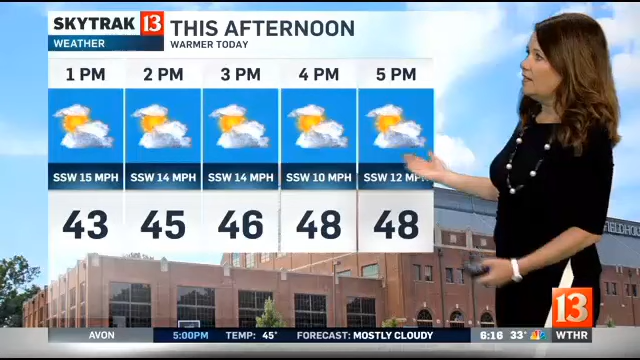 SKYTRAK 13
WEATHER
THIS AFTERNOON
WARMER TODAY
1 PM 2 PM 3 PM 4 PM 5 PM
SSW 15 MPH SSW 14 MPH SSW 14 MPH SSW 10 MPH SSW 12 MPH
43 45 46 48 48
FIELDHOUSE
13
AVON 5:00PM TEMP: 45° FORECAST: MOSTLY CLOUDY 6:16 33° WTHR